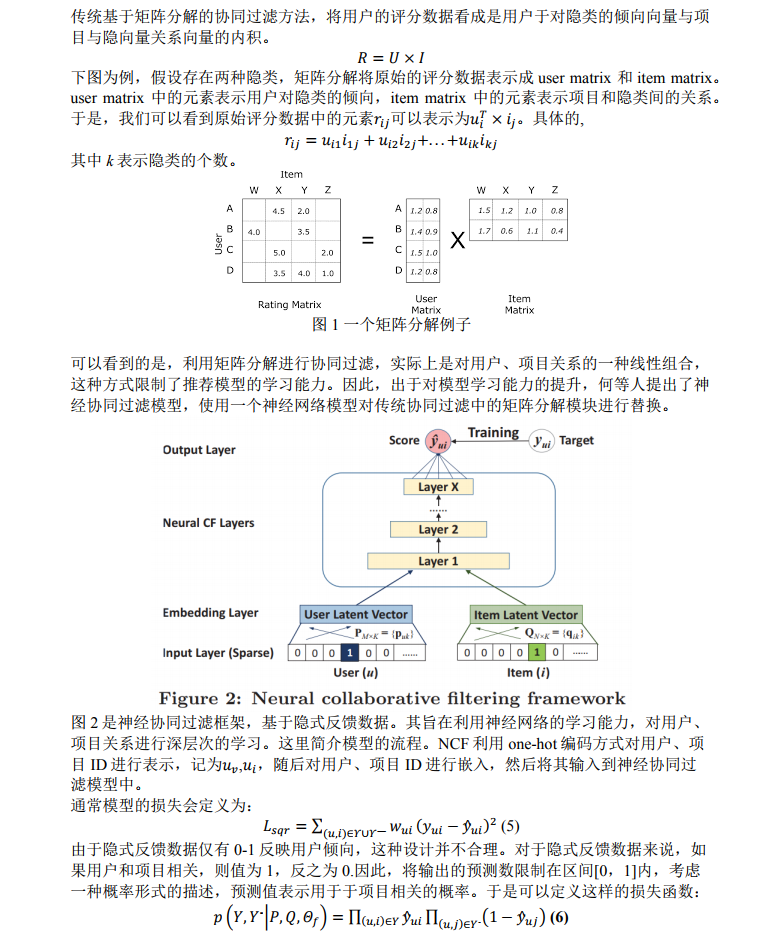 传统基于矩阵分解的协同过滤方法，将用户的评分数据看成是用户于对隐类的倾向向量与项
目与隐向量关系向量的内积。
R = U × I
下图为例，假设存在两种隐类，矩阵分解将原始的评分数据表示成 user matrix 和 item matrix。
user matrix 中的元素表示用户对隐类的倾向，item matrix 中的元素表示项目和隐类间的关系。
于是，我们可以看到原始评分数据中的元素r_{ij}可以表示为u_i^T × i_j。具体的,
r_{ij} = u_{i1}i_{1j} + u_{i2}i_{2j}+…+u_{ik}i_{kj}
其中 k 表示隐类的个数。
Item
W X Y Z
User
A 4.5 2.0
B 4.0 3.5
C 5.0 2.0
D 3.5 4.0 1.0
Rating Matrix
=
A 1.2 0.8
B 1.4 0.9
C 1.5 1.0
D 1.2 0.8
User
Matrix
X
W X Y Z
1.5 1.2 1.0 0.8
1.7 0.6 1.1 0.4
Item
Matrix
图 1 一个矩阵分解例子
可以看到的是，利用矩阵分解进行协同过滤，实际上是对用户、项目关系的一种线性组合，
这种方式限制了推荐模型的学习能力。因此，出于对模型学习能力的提升，何等人提出了神
经协同过滤模型，使用一个神经网络模型对传统协同过滤中的矩阵分解模块进行替换。
Output Layer
Score ŷ_{ui} Training y_{ui} Target
Layer X
......
Neural CF Layers
Layer 2
Layer 1
Embedding Layer
User Latent Vector
Item Latent Vector
P_{M×K} = {p_{uk}}
Q_{N×K} = {q_{ik}}
Input Layer (Sparse)
0 0 0 1 0 0 ......
0 0 0 0 1 0 ......
User (u)
Item (i)
Figure 2: Neural collaborative filtering framework
图 2 是神经协同过滤框架，基于隐式反馈数据。其旨在利用神经网络的学习能力，对用户、
项目关系进行深层次的学习。这里简介模型的流程。NCF 利用 one-hot 编码方式对用户、项
目 ID 进行表示，记为u_v,u_i，随后对用户、项目 ID 进行嵌入，然后将其输入到神经协同过
滤模型中。
通常模型的损失会定义为：
L_{sqr} = ∑_{(u,i)∈Y∪Y−} w_{ui} (y_{ui} − ŷ_{ui})² (5)
由于隐式反馈数据仅有 0-1 反映用户倾向，这种设计并不合理。对于隐式反馈数据来说，如
果用户和项目相关，则值为 1，反之为 0.因此，将输出的预测数限制在区间[0，1]内，考虑
一种概率形式的描述，预测值表示用于于项目相关的概率。于是可以定义这样的损失函数：
p(Y,Y⁻|P,Q,Θ_f) = ∏_{(u,i)∈Y} ŷ_{ui} ∏_{(u,j)∈Y⁻}(1 − ŷ_{uj}) (6)